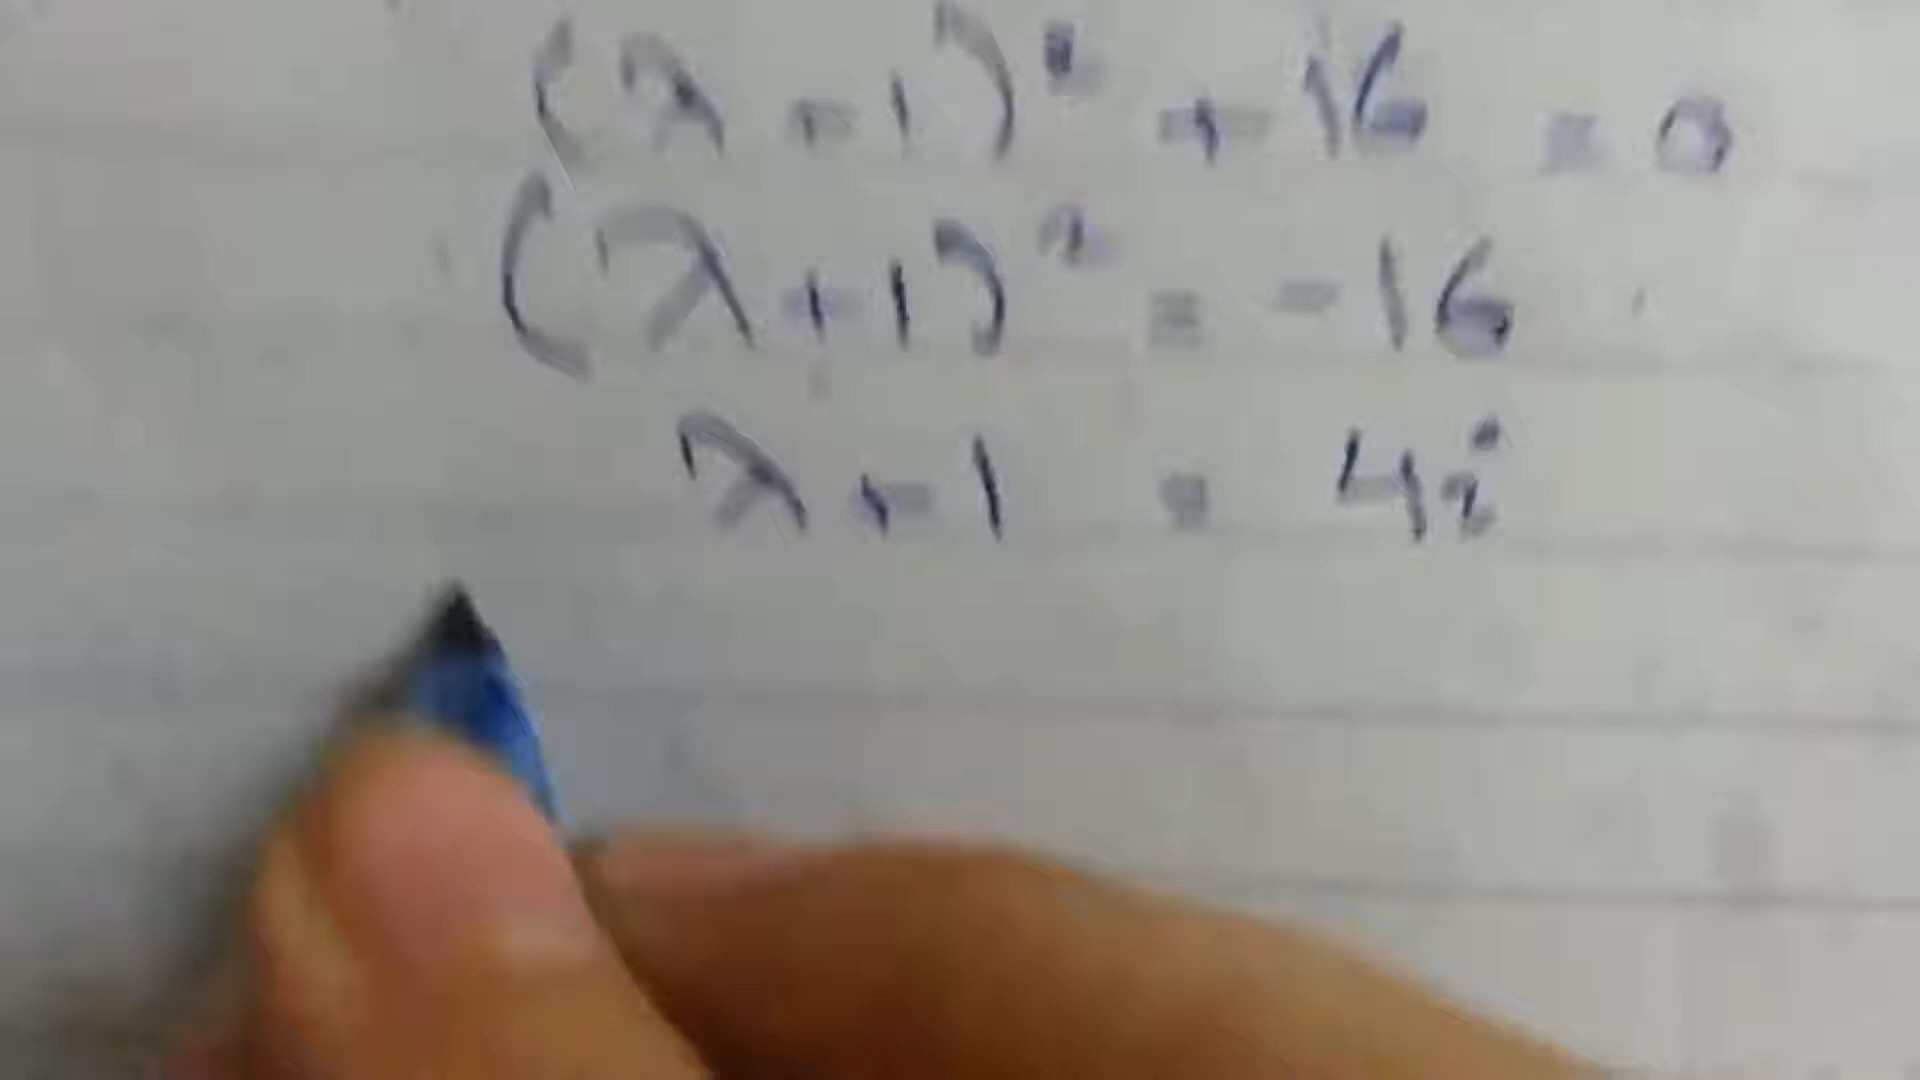 (λ+1)² + 16 = 0
(λ+1)² = -16
λ+1 = 4i